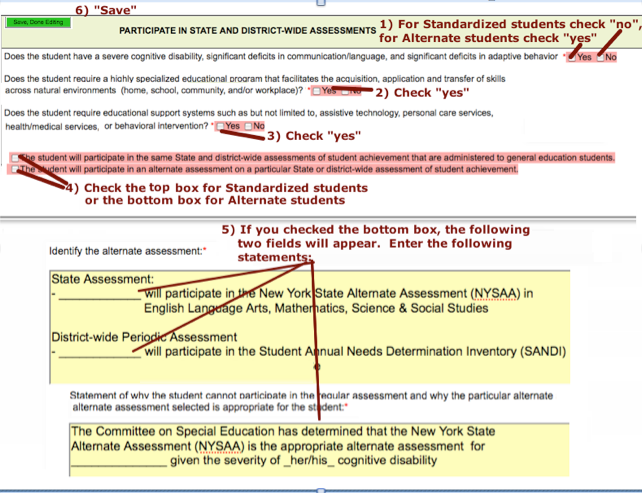 6) "Save"
Save, Done Editing
PARTICIPATE IN STATE AND DISTRICT-WIDE ASSESSMENTS
1) For Standardized students check "no",
for Alternate students check "yes"
Does the student have a severe cognitive disability, significant deficits in communication/language, and significant deficits in adaptive behavior * Yes No
Does the student require a highly specialized educational program that facilitates the acquisition, application and transfer of skills
across natural environments (home, school, community, and/or workplace)? * Yes No
2) Check "yes"
Does the student require educational support systems such as but not limited to, assistive technology, personal care services,
health/medical services, or behavioral intervention? * Yes No
3) Check "yes"
The student will participate in the same State and district-wide assessments of student achievement that are administered to general education students.
The student will participate in an alternate assessment on a particular State or district-wide assessment of student achievement.
4) Check the top box for Standardized students
or the bottom box for Alternate students
5) If you checked the bottom box, the following
two fields will appear. Enter the following
statements:
Identify the alternate assessment:*
State Assessment:
- ____________ will participate in the New York State Alternate Assessment (NYSAA) in
English Language Arts, Mathematics, Science & Social Studies
District-wide Periodic Assessment
- ____________ will participate in the Student Annual Needs Determination Inventory (SANDI)
Statement of why the student cannot participate in the regular assessment and why the particular alternate
alternate assessment selected is appropriate for the student:*
The Committee on Special Education has determined that the New York State
Alternate Assessment (NYSAA) is the appropriate alternate assessment for
______________ given the severity of _her/his_ cognitive disability